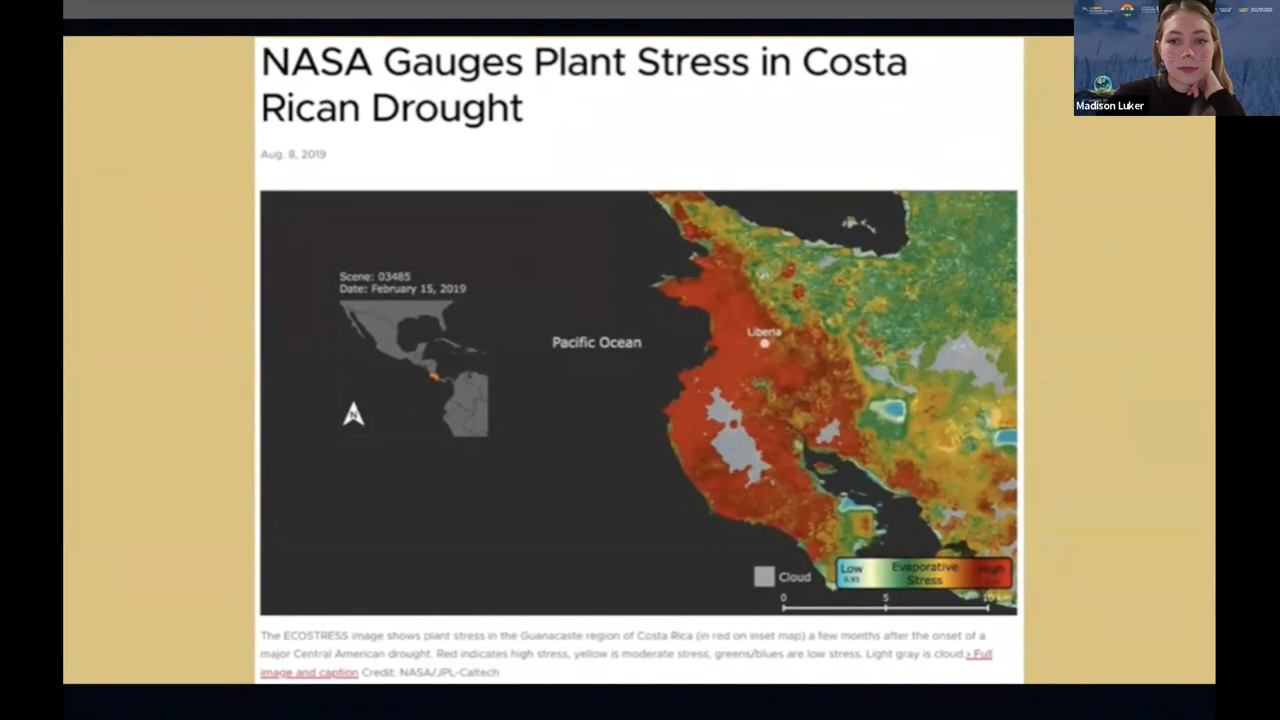 NASA Gauges Plant Stress in Costa
Rican Drought
Aug. 8, 2019
Scene: 03485
Date: February 15, 2019
Pacific Ocean
Liberia
N
Cloud
Low
Evaporative
Stress
High
0
5
10
The ECOSTRESS image shows plant stress in the Guanacaste region of Costa Rica (in red on inset map) a few months after the onset of a
major Central American drought. Red indicates high stress, yellow is moderate stress, greens/blues are low stress. Light gray is cloud.› Full
image and caption Credit: NASA/JPL-Caltech
Madison Luker